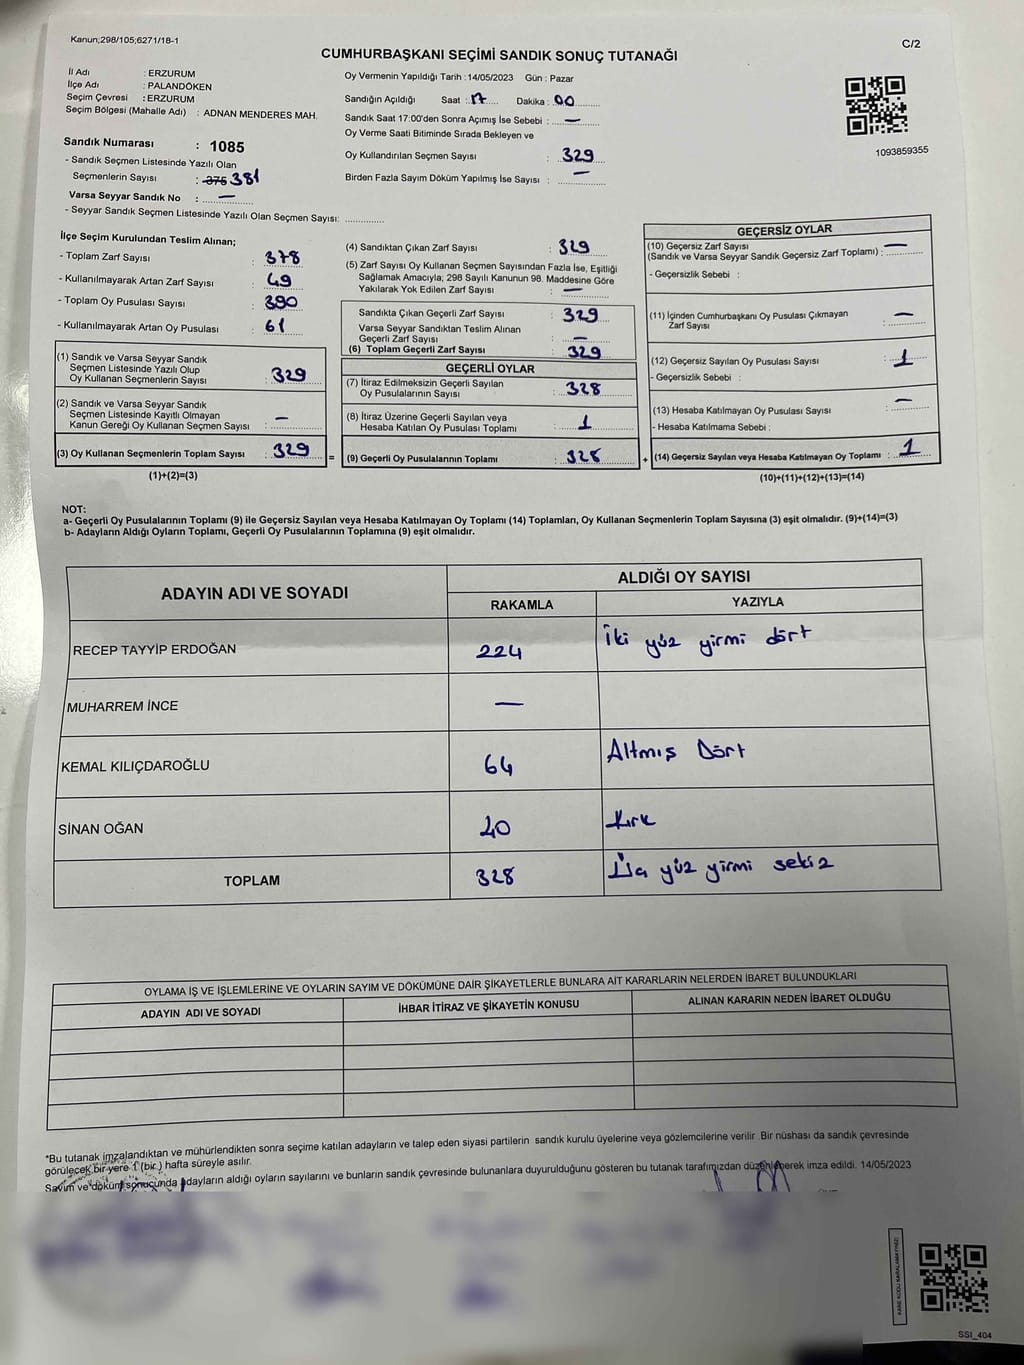 Kanun;298/105;6271/18-1
C/2
CUMHURBAŞKANI SEÇİMİ SANDIK SONUÇ TUTANAĞI
İl Adı : ERZURUM
İlçe Adı : PALANDÖKEN
Seçim Çevresi : ERZURUM
Seçim Bölgesi (Mahalle Adı) : ADNAN MENDERES MAH.
Sandık Numarası : 1085
- Sandık Seçmen Listesinde Yazılı Olan
Seçmenlerin Sayısı : 375 381
Varsa Seyyar Sandık No : —
- Seyyar Sandık Seçmen Listesinde Yazılı Olan Seçmen Sayısı: ............
Oy Vermenin Yapıldığı Tarih : 14/05/2023 Gün : Pazar
Sandığın Açıldığı Saat : 17 Dakika : 00
Sandık Saat 17:00'den Sonra Açımış İse Sebebi : —
Oy Verme Saati Bitiminde Sırada Bekleyen ve
Oy Kullandırılan Seçmen Sayısı : 329
Birden Fazla Sayım Döküm Yapılmış İse Sayısı : —
1093859355
İlçe Seçim Kurulundan Teslim Alınan;
- Toplam Zarf Sayısı : 378
- Kullanılmayarak Artan Zarf Sayısı : 49
- Toplam Oy Pusulası Sayısı : 390
- Kullanılmayarak Artan Oy Pusulası : 61
(1) Sandık ve Varsa Seyyar Sandık
Seçmen Listesinde Yazılı Olup
Oy Kullanan Seçmenlerin Sayısı : 329
(2) Sandık ve Varsa Seyyar Sandık
Seçmen Listesinde Kayıtlı Olmayan
Kanun Gereği Oy Kullanan Seçmen Sayısı : —
(3) Oy Kullanan Seçmenlerin Toplam Sayısı : 329
(1)+(2)=(3)
(4) Sandıktan Çıkan Zarf Sayısı : 329
(5) Zarf Sayısı Oy Kullanan Seçmen Sayısından Fazla İse, Eşitliği
Sağlamak Amacıyla; 298 Sayılı Kanunun 98. Maddesine Göre
Yakılarak Yok Edilen Zarf Sayısı : —
Sandıkta Çıkan Geçerli Zarf Sayısı : 329
Varsa Seyyar Sandıktan Teslim Alınan
Geçerli Zarf Sayısı : —
(6) Toplam Geçerli Zarf Sayısı : 329
GEÇERLİ OYLAR
(7) İtiraz Edilmeksizin Geçerli Sayılan
Oy Pusulalarının Sayısı : 328
(8) İtiraz Üzerine Geçerli Sayılan veya
Hesaba Katılan Oy Pusulası Toplamı : 1
= (9) Geçerli Oy Pusulalarının Toplamı : 328
GEÇERSİZ OYLAR
(10) Geçersiz Zarf Sayısı
(Sandık ve Varsa Seyyar Sandık Geçersiz Zarf Toplamı) : —
- Geçersizlik Sebebi :
(11) İçinden Cumhurbaşkanı Oy Pusulası Çıkmayan
Zarf Sayısı : —
(12) Geçersiz Sayılan Oy Pusulası Sayısı : 1
- Geçersizlik Sebebi :
(13) Hesaba Katılmayan Oy Pusulası Sayısı : —
- Hesaba Katılmama Sebebi :
+ (14) Geçersiz Sayılan veya Hesaba Katılmayan Oy Toplamı : 1
(10)+(11)+(12)+(13)=(14)
NOT:
a- Geçerli Oy Pusulalarının Toplamı (9) ile Geçersiz Sayılan veya Hesaba Katılmayan Oy Toplamı (14) Toplamları, Oy Kullanan Seçmenlerin Toplam Sayısına (3) eşit olmalıdır. (9)+(14)=(3)
b- Adayların Aldığı Oyların Toplamı, Geçerli Oy Pusulalarının Toplamına (9) eşit olmalıdır.
ADAYIN ADI VE SOYADI
ALDIĞI OY SAYISI
RAKAMLA YAZIYLA
RECEP TAYYİP ERDOĞAN 224 İki yüz yirmi dört
MUHARREM İNCE —
KEMAL KILIÇDAROĞLU 64 Altmış Dört
SİNAN OĞAN 40 Kırk
TOPLAM 328 Üç yüz yirmi sekiz
OYLAMA İŞ VE İŞLEMLERİNE VE OYLARIN SAYIM VE DÖKÜMÜNE DAİR ŞİKAYETLERLE BUNLARA AİT KARARLARIN NELERDEN İBARET BULUNDUKLARI
ADAYIN ADI VE SOYADI İHBAR İTİRAZ VE ŞİKAYETİN KONUSU ALINAN KARARIN NEDEN İBARET OLDUĞU
*Bu tutanak imzalandıktan ve mühürlendikten sonra seçime katılan adayların ve talep eden siyasi partilerin sandık kurulu üyelerine veya gözlemcilerine verilir. Bir nüshası da sandık çevresinde
görülecek bir yere 1 (bir ) hafta süreyle asılır.
Sayım ve döküm sonucunda adayların aldığı oyların sayılarını ve bunların sandık çevresinde bulunanlara duyurulduğunu gösteren bu tutanak tarafımızdan düzenlenerek imza edildi. 14/05/2023
KARE KODU KARALAMAYINIZ!
SSI_404